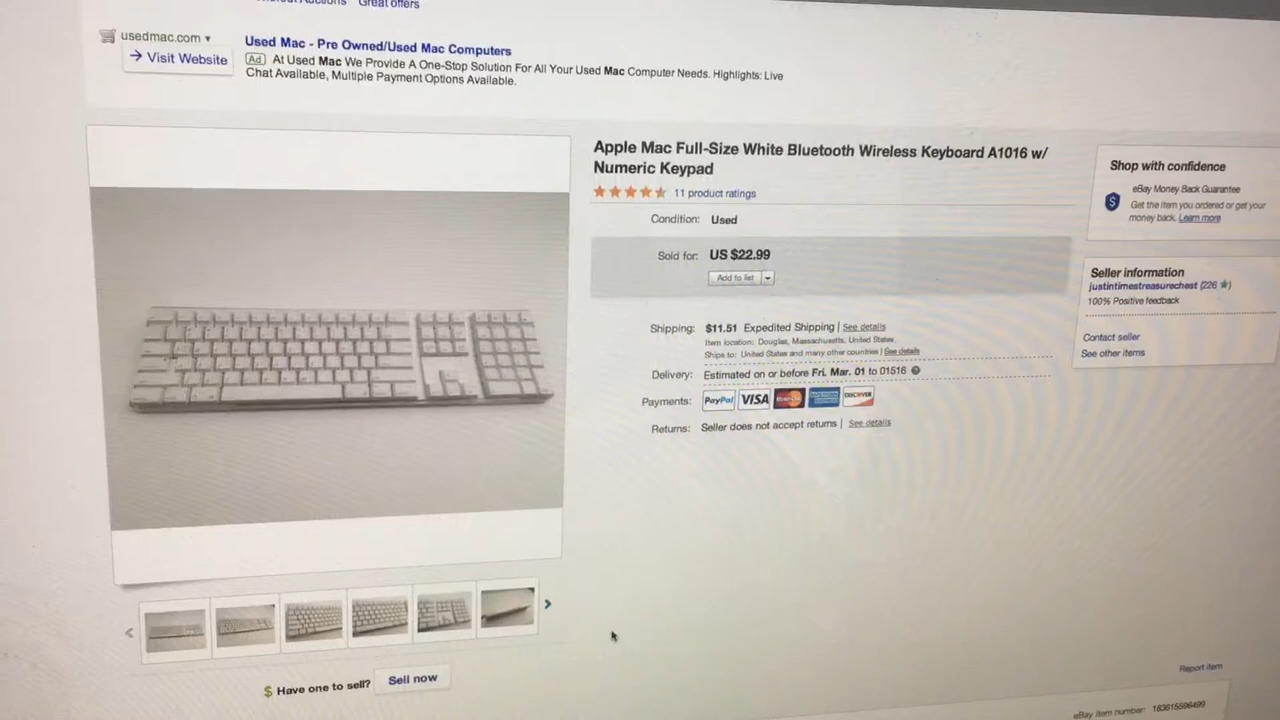 Great offers
usedmac.com
→ Visit Website
Used Mac - Pre Owned/Used Mac Computers
Ad At Used Mac We Provide A One-Stop Solution For All Your Used Mac Computer Needs. Highlights: Live
Chat Available, Multiple Payment Options Available.
Apple Mac Full-Size White Bluetooth Wireless Keyboard A1016 w/
Numeric Keypad
11 product ratings
Condition: Used
Sold for: US $22.99
Add to list
Shipping: $11.51 Expedited Shipping | See details
Item location: Douglas, Massachusetts, United States
Ships to: United States and many other countries | See details
Delivery: Estimated on or before Fri. Mar. 01 to 01516
Payments: PayPal VISA MasterCard DISCOVER
Returns: Seller does not accept returns | See details
Shop with confidence
eBay Money Back Guarantee
Get the item you ordered or get your
money back. Learn more
Seller information
justintimestreasurechest (226 ★)
100% Positive feedback
Contact seller
See other items
$ Have one to sell? Sell now
Report item
eBay item number: 183615596499